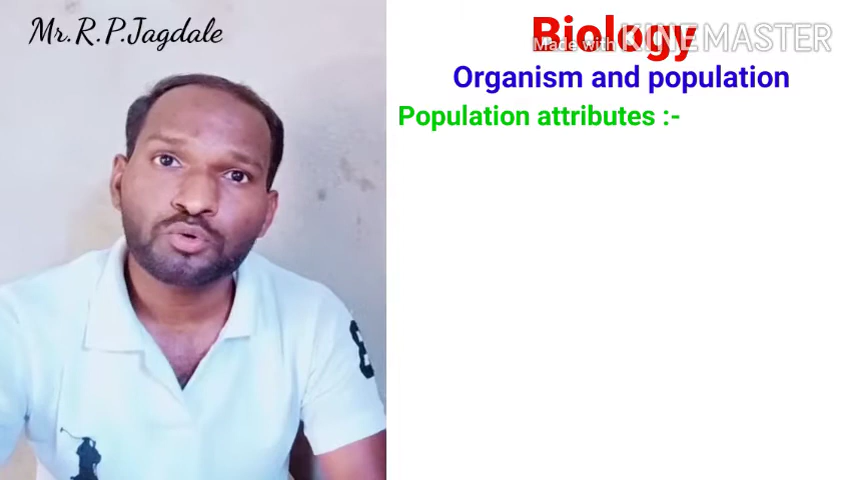 Mr.R.P.Jagdale
Biology
Made with KINEMASTER
Organism and population
Population attributes :-